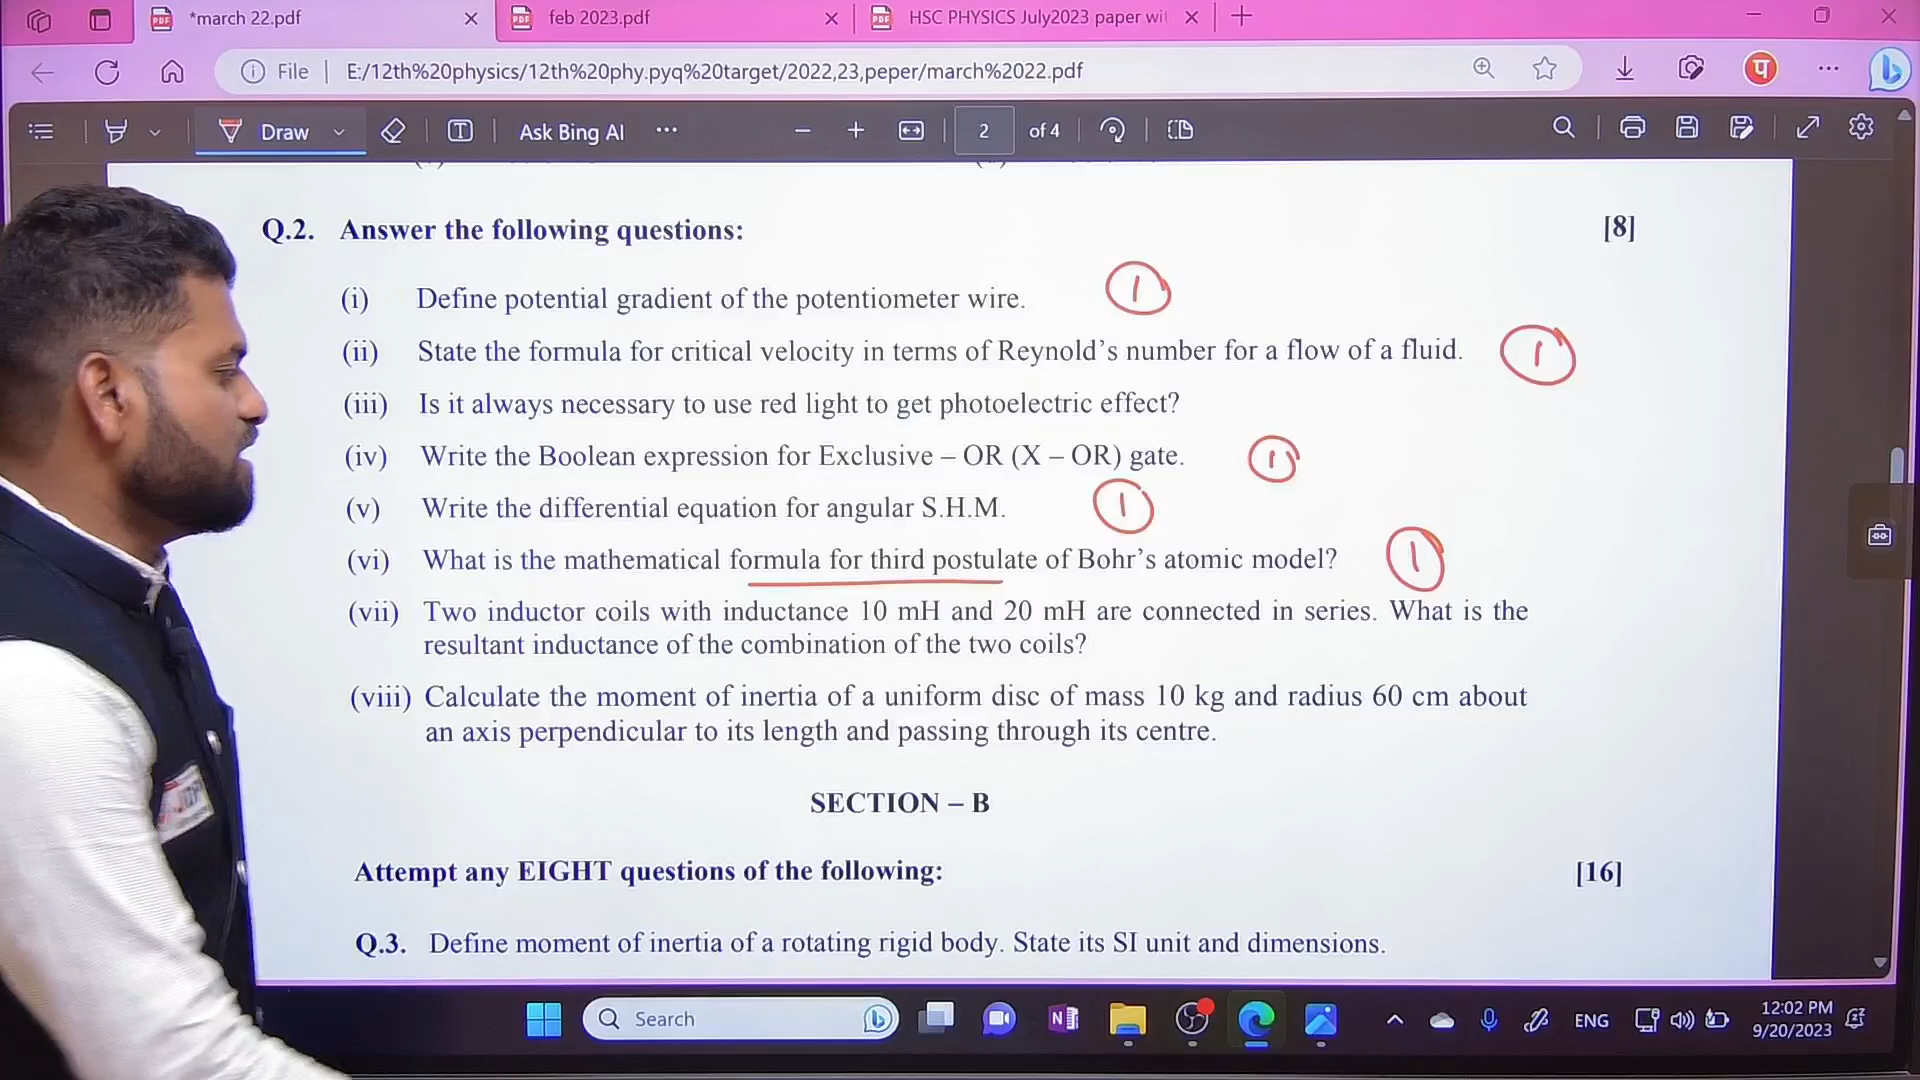 *march 22.pdf
feb 2023.pdf
HSC PHYSICS July2023 paper wit
File
E:/12th%20physics/12th%20phy.pyq%20target/2022,23,peper/march%2022.pdf
प
Draw
Ask Bing AI
2 of 4
Q.2. Answer the following questions: [8]
(i) Define potential gradient of the potentiometer wire. 1
(ii) State the formula for critical velocity in terms of Reynold’s number for a flow of a fluid. 1
(iii) Is it always necessary to use red light to get photoelectric effect?
(iv) Write the Boolean expression for Exclusive – OR (X – OR) gate. 1
(v) Write the differential equation for angular S.H.M. 1
(vi) What is the mathematical formula for third postulate of Bohr’s atomic model? 1
(vii) Two inductor coils with inductance 10 mH and 20 mH are connected in series. What is the
resultant inductance of the combination of the two coils?
(viii) Calculate the moment of inertia of a uniform disc of mass 10 kg and radius 60 cm about
an axis perpendicular to its length and passing through its centre.
SECTION – B
Attempt any EIGHT questions of the following: [16]
Q.3. Define moment of inertia of a rotating rigid body. State its SI unit and dimensions.
Search
ENG
12:02 PM
9/20/2023